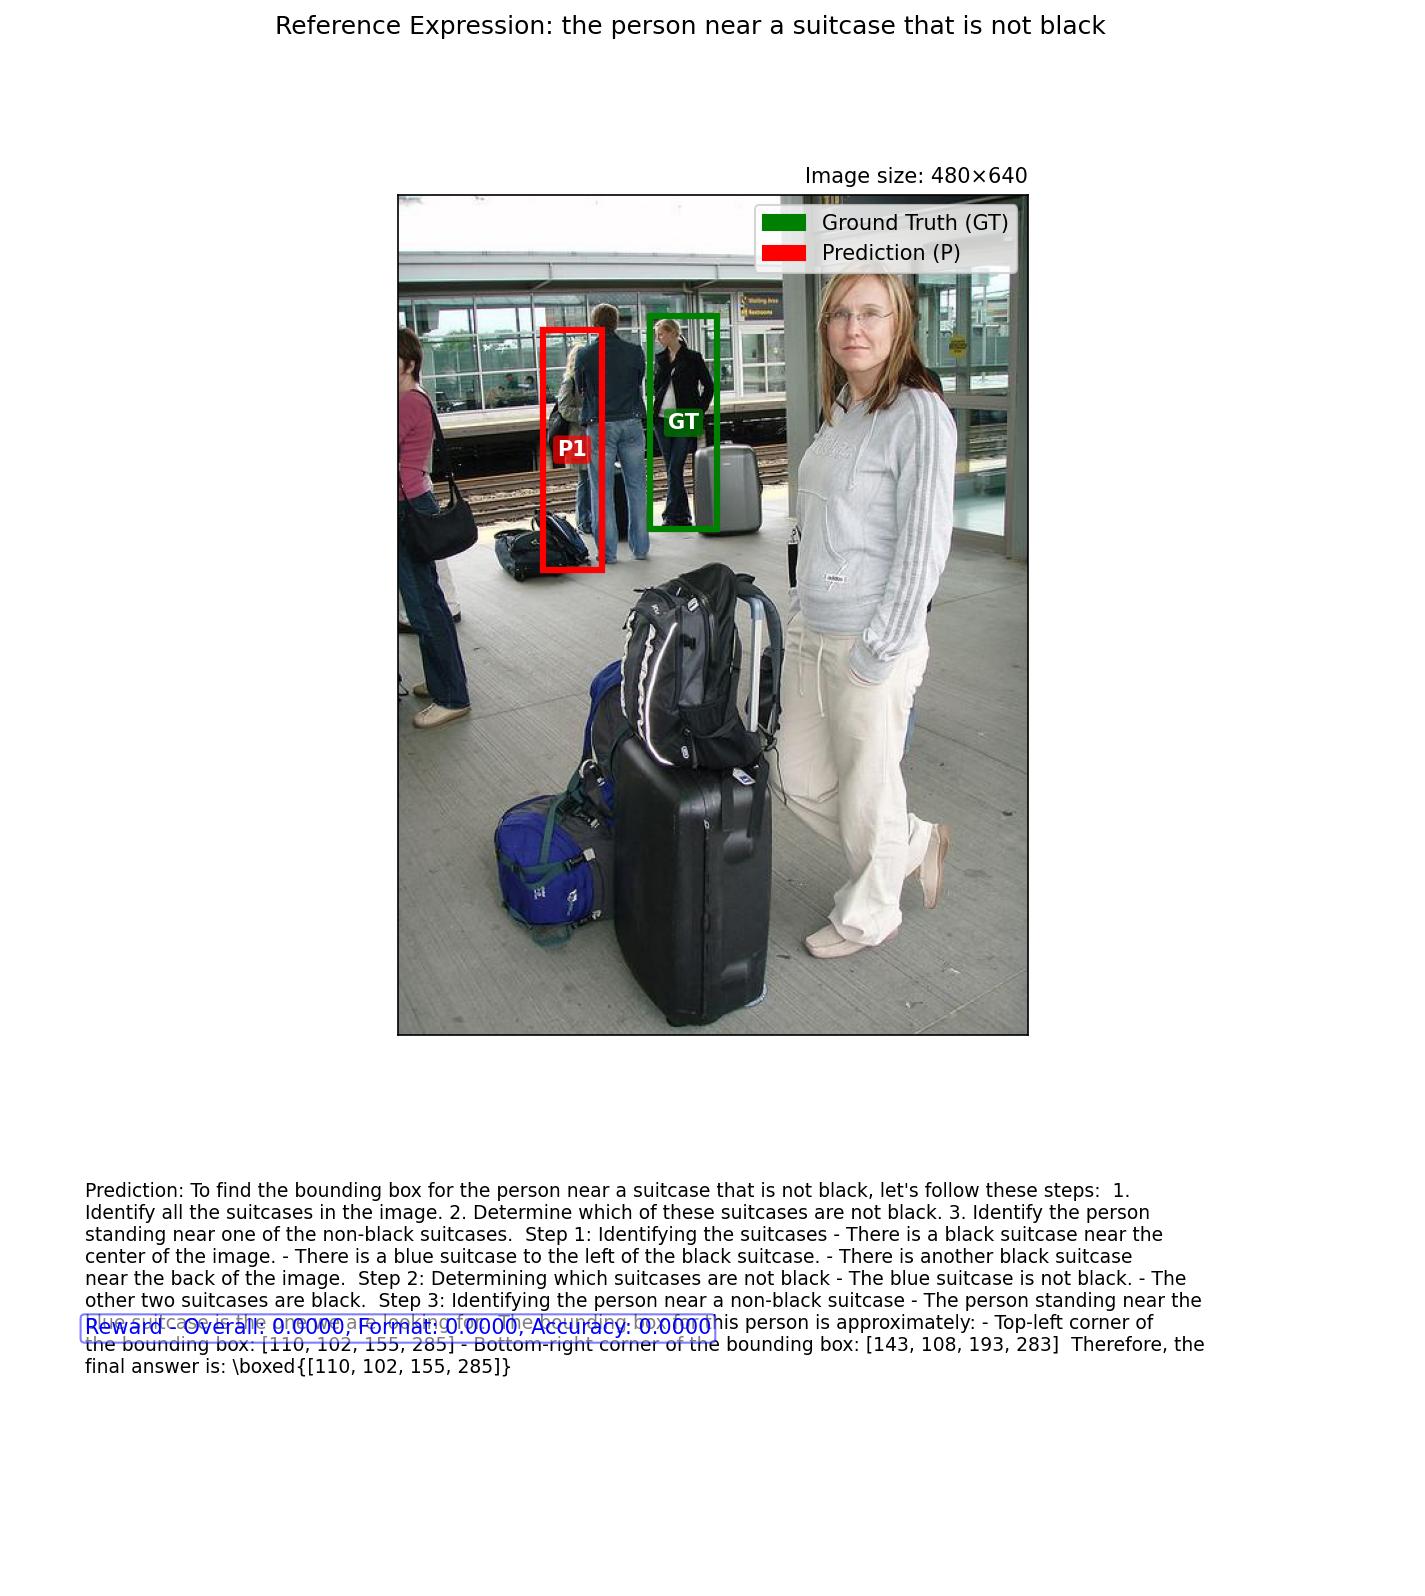 Reference Expression: the person near a suitcase that is not black
Image size: 480×640
Ground Truth (GT)
Prediction (P)
Waiting Area
Restrooms
P1
GT
adidas
Prediction: To find the bounding box for the person near a suitcase that is not black, let's follow these steps:  1.
Identify all the suitcases in the image. 2. Determine which of these suitcases are not black. 3. Identify the person
standing near one of the non-black suitcases.  Step 1: Identifying the suitcases - There is a black suitcase near the
center of the image. - There is a blue suitcase to the left of the black suitcase. - There is another black suitcase
near the back of the image.  Step 2: Determining which suitcases are not black - The blue suitcase is not black. - The
other two suitcases are black.  Step 3: Identifying the person near a non-black suitcase - The person standing near the
blue suitcase is the one we are looking for.  The bounding box for this person is approximately: - Top-left corner of
Reward - Overall: 0.0000, Format: 0.0000, Accuracy: 0.0000
the bounding box: [110, 102, 155, 285] - Bottom-right corner of the bounding box: [143, 108, 193, 283]  Therefore, the
final answer is: \boxed{[110, 102, 155, 285]}